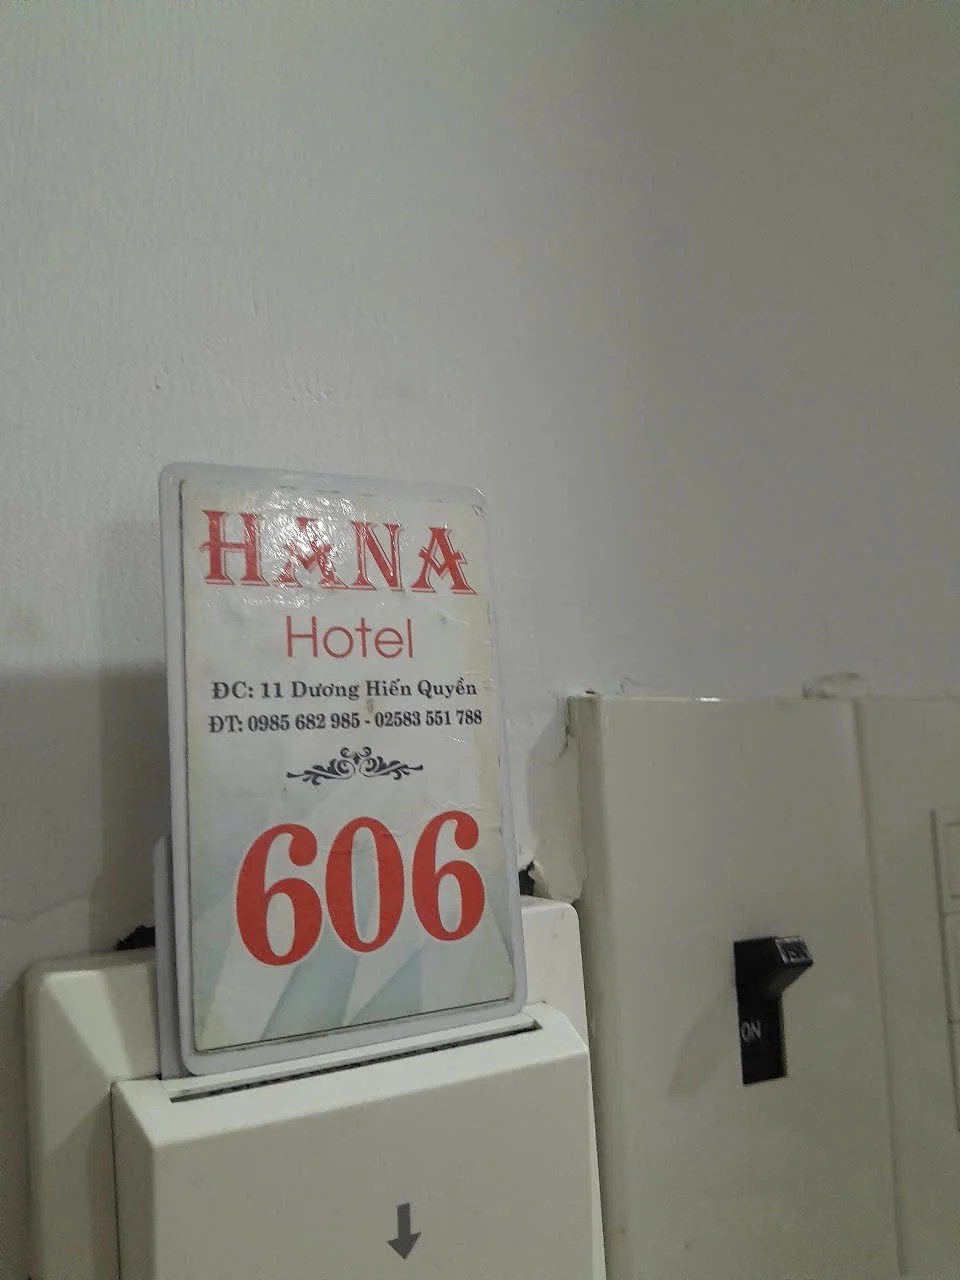 HANA
Hotel
ĐC: 11 Dương Hiến Quyền
ĐT: 0985 682 985 - 02583 551 788
606
ON